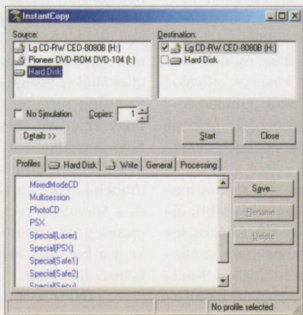 InstantCopy
Source:
Destination:
Lg CD-RW CED-8080B (H:)
Pioneer DVD-ROM DVD-104 (I:)
Hard Disk
Lg CD-RW CED-8080B (H:)
Hard Disk
No Simulation
Copies: 1
Details >>
Start
Close
Profiles
Hard Disk
Write
General
Processing
MixedModeCD
Multisession
PhotoCD
PSX
Special(Laser)
Special(PSX)
Special(Safe1)
Special(Safe2)
Special(Secu)
Save...
Rename...
Delete
No profile selected